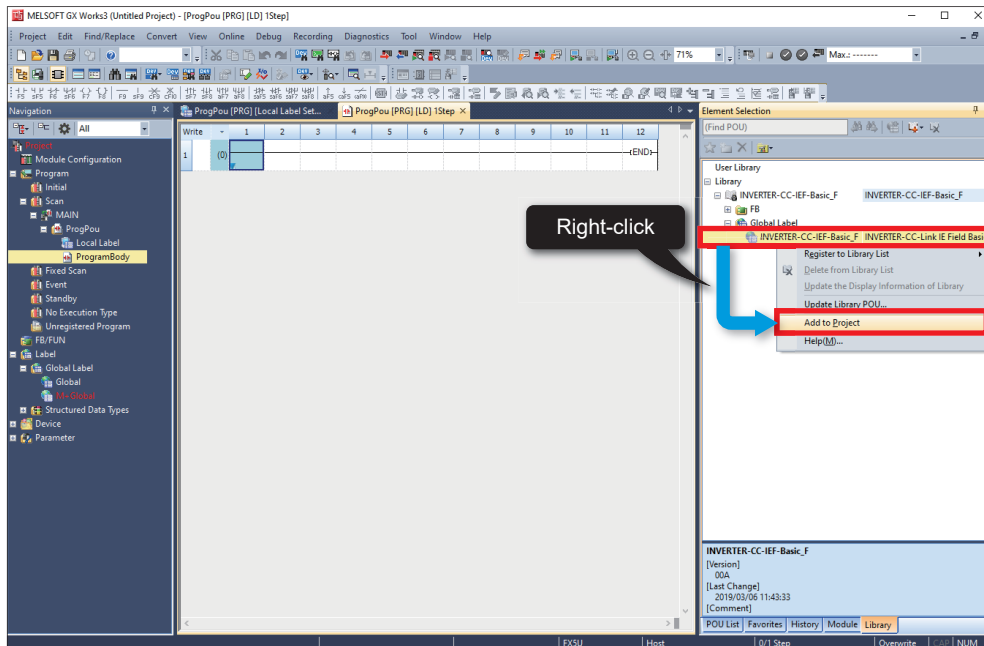 MELSOFT GX Works3 (Untitled Project) - [ProgPou [PRG] [LD] 1Step]
Project Edit Find/Replace Convert View Online Debug Recording Diagnostics Tool Window Help
71% Max.: -------
Navigation
All
Project
Module Configuration
Program
Initial
Scan
MAIN
ProgPou
Local Label
ProgramBody
Fixed Scan
Event
Standby
No Execution Type
Unregistered Program
FB/FUN
Label
Global Label
Global
M+Global
Structured Data Types
Device
Parameter
ProgPou [PRG] [Local Label Set...
ProgPou [PRG] [LD] 1Step
Write 1 2 3 4 5 6 7 8 9 10 11 12
1 (0) END
Right-click
Element Selection
(Find POU)
User Library
Library
INVERTER-CC-IEF-Basic_F INVERTER-CC-IEF-Basic_F
FB
Global Label
INVERTER-CC-IEF-Basic_F INVERTER-CC-Link IE Field Basi
Register to Library List
Delete from Library List
Update the Display Information of Library
Update Library POU...
Add to Project
Help(M)...
INVERTER-CC-IEF-Basic_F
[Version]
00A
[Last Change]
2019/03/06 11:43:33
[Comment]
POU List Favorites History Module Library
FX5U Host 0/1 Step Overwrite CAP NUM